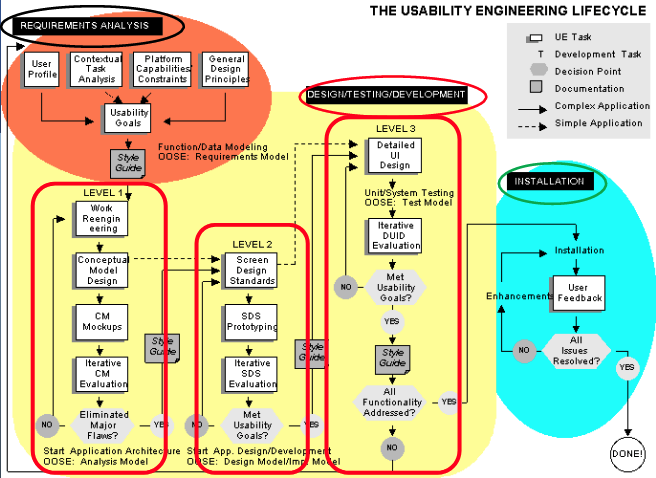 THE USABILITY ENGINEERING LIFECYCLE
REQUIREMENTS ANALYSIS
User
Profile
Contextual
Task
Analysis
Platform
Capabilities/
Constraints
General
Design
Principles
Usability
Goals
Style
Guide
Function/Data Modeling
OOSE: Requirements Model
UE Task
T Development Task
Decision Point
Documentation
Complex Application
Simple Application
DESIGN/TESTING/DEVELOPMENT
LEVEL 1
Work
Reengin
eering
Conceptual
Model
Design
CM
Mockups
Iterative
CM
Evaluation
Eliminated
Major
Flaws?
NO
YES
Style
Guide
Start Application Architecture
OOSE: Analysis Model
LEVEL 2
Screen
Design
Standards
SDS
Prototyping
Iterative
SDS
Evaluation
Met
Usability
Goals?
NO
YES
Style
Guide
Start App. Design/Development
OOSE: Design Model/Imp. Model
LEVEL 3
Detailed
UI
Design
Unit/System Testing
OOSE: Test Model
Iterative
DUID
Evaluation
Met
Usability
Goals?
NO
YES
Style
Guide
All
Functionality
Addressed?
YES
NO
INSTALLATION
Installation
Enhancements
User
Feedback
All
Issues
Resolved?
NO
YES
DONE!